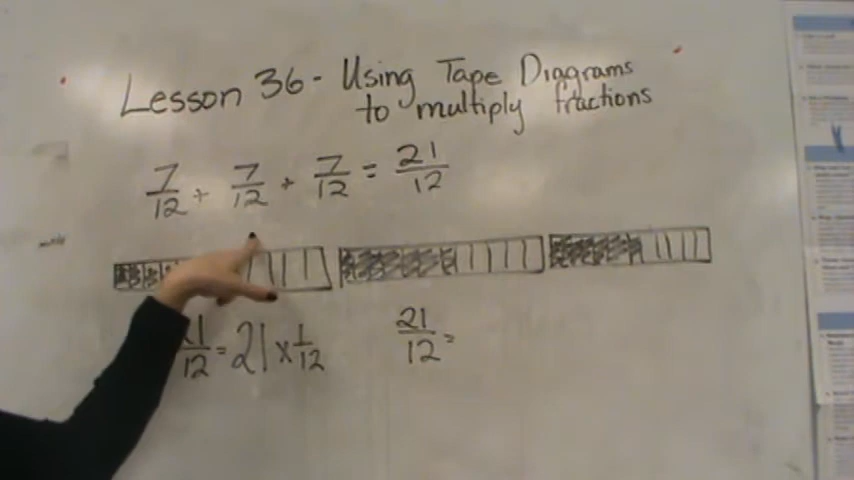 Lesson 36 - Using Tape Diagrams
to multiply fractions
7/12 + 7/12 + 7/12 = 21/12
21/12 = 21 x 1/12 21/12 =